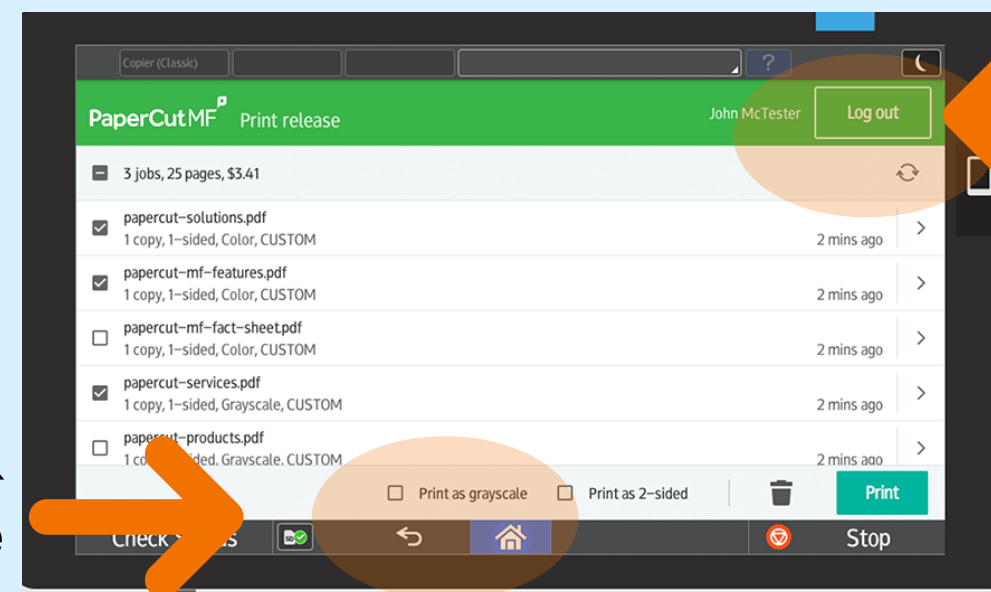 Copier (Classic)
?
PaperCut MF Print release John McTester Log out
3 jobs, 25 pages, $3.41
papercut-solutions.pdf
1 copy, 1-sided, Color, CUSTOM 2 mins ago
papercut-mf-features.pdf
1 copy, 1-sided, Color, CUSTOM 2 mins ago
papercut-mf-fact-sheet.pdf
1 copy, 1-sided, Color, CUSTOM 2 mins ago
papercut-services.pdf
1 copy, 1-sided, Grayscale, CUSTOM 2 mins ago
papercut-products.pdf
Grayscale, CUSTOM 2 mins ago
Print as grayscale Print as 2-sided Print
Check Stop